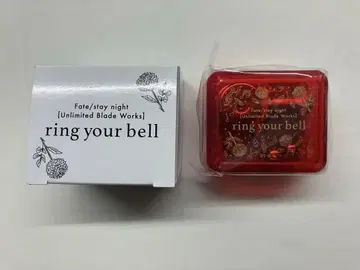 Fate/stay night
[Unlimited Blade Works]
ring your bell
Fate/stay night
[Unlimited Blade Works]
ring your bell